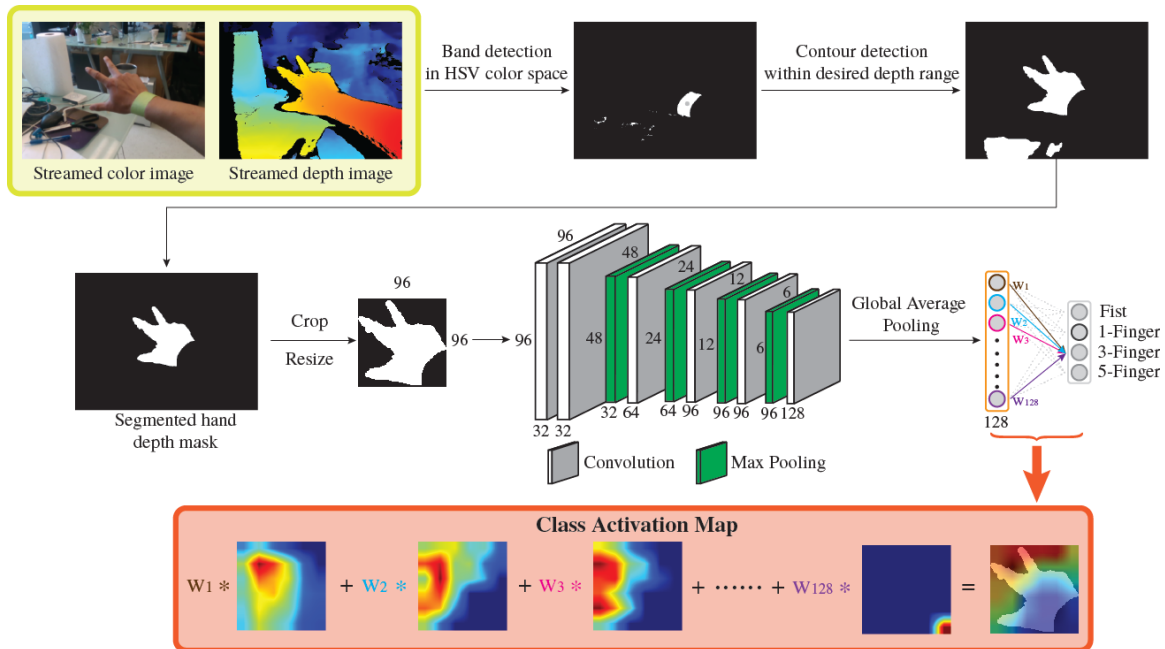 Streamed color image
Streamed depth image
Band detection
in HSV color space
Contour detection
within desired depth range
Segmented hand
depth mask
Crop
Resize
96
96
96
96
32
32
48
48
32
64
24
24
64
96
12
12
96
96
6
6
96
128
Convolution
Max Pooling
Global Average
Pooling
W1
W2
W3
W128
128
Fist
1-Finger
3-Finger
5-Finger
Class Activation Map
W1 * + W2 * + W3 * + ...... + W128 * =